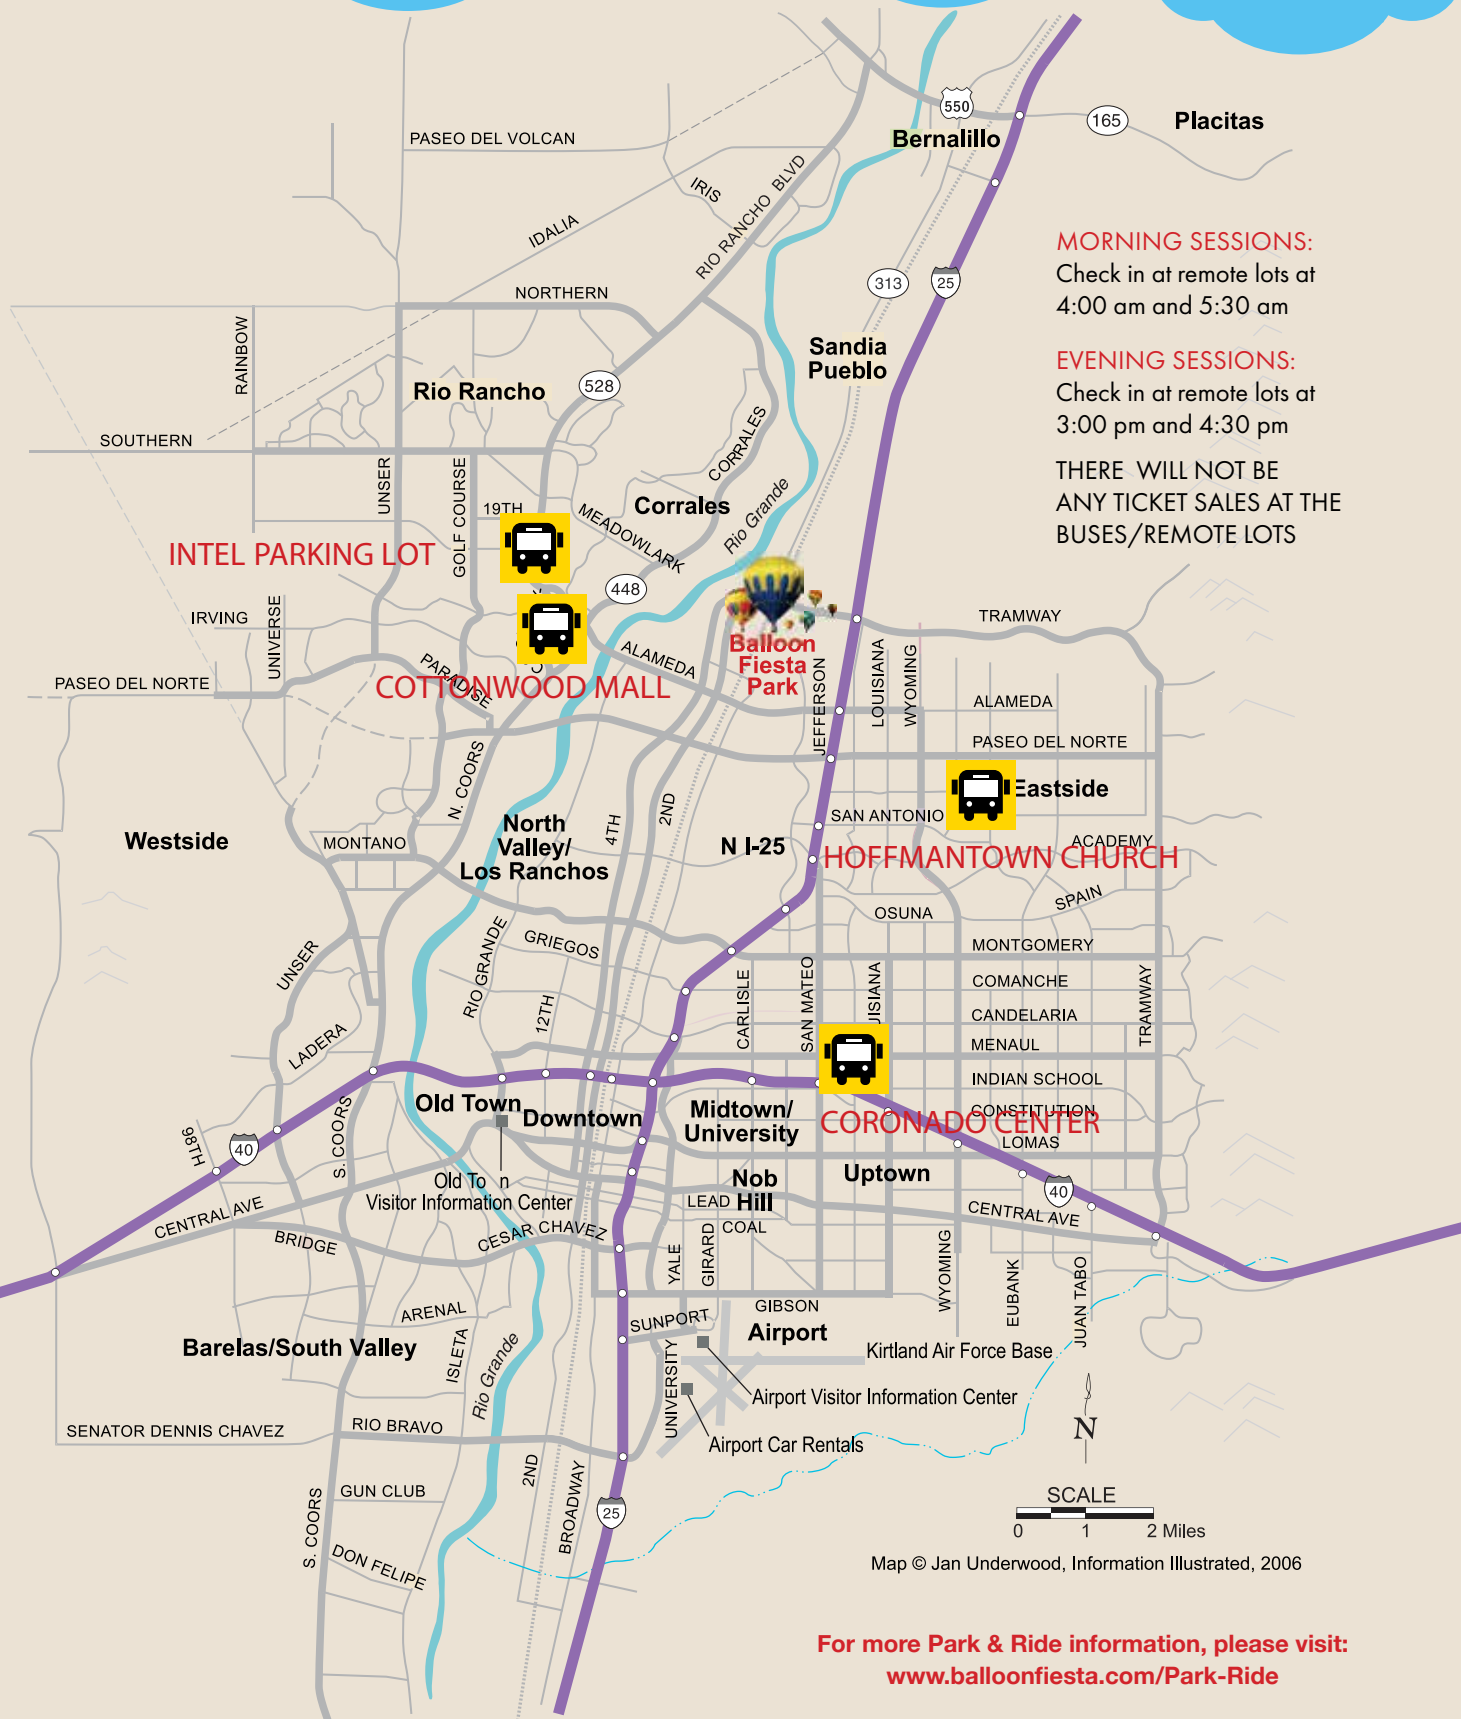 550
165
Placitas
Bernalillo
PASEO DEL VOLCAN
IRIS
RIO RANCHO BLVD
IDALIA
MORNING SESSIONS:
Check in at remote lots at
4:00 am and 5:30 am
313
25
NORTHERN
RAINBOW
Sandia
Pueblo
EVENING SESSIONS:
Check in at remote lots at
3:00 pm and 4:30 pm
Rio Rancho
528
SOUTHERN
CORRALES
THERE WILL NOT BE
ANY TICKET SALES AT THE
BUSES/REMOTE LOTS
UNSER
GOLF COURSE
19TH
Corrales
Rio Grande
MEADOWLARK
INTEL PARKING LOT
448
IRVING
UNIVERSE
TRAMWAY
ALAMEDA
Balloon
Fiesta
Park
JEFFERSON
LOUISIANA
WYOMING
PASEO DEL NORTE
PARADISE
COTTONWOOD MALL
ALAMEDA
PASEO DEL NORTE
N. COORS
Eastside
SAN ANTONIO
4TH
2ND
Westside
MONTANO
North
Valley/
Los Ranchos
N I-25
ACADEMY
HOFFMANTOWN CHURCH
SPAIN
OSUNA
UNSER
RIO GRANDE
GRIEGOS
MONTGOMERY
COMANCHE
CARLISLE
SAN MATEO
UISIANA
TRAMWAY
12TH
CANDELARIA
LADERA
MENAUL
INDIAN SCHOOL
Old Town
Downtown
Midtown/
University
CONSTITUTION
CORONADO CENTER
LOMAS
98TH
40
S. COORS
Old To n
Visitor Information Center
Nob
Hill
Uptown
40
LEAD
CENTRAL AVE
CENTRAL AVE
COAL
BRIDGE
CESAR CHAVEZ
YALE
GIRARD
WYOMING
EUBANK
JUAN TABO
GIBSON
ARENAL
SUNPORT
Airport
Barelas/South Valley
ISLETA
Rio Grande
UNIVERSITY
Kirtland Air Force Base
Airport Visitor Information Center
SENATOR DENNIS CHAVEZ
RIO BRAVO
N
Airport Car Rentals
2ND
BROADWAY
GUN CLUB
S. COORS
25
SCALE
0 1 2 Miles
DON FELIPE
Map © Jan Underwood, Information Illustrated, 2006
For more Park & Ride information, please visit:
www.balloonfiesta.com/Park-Ride